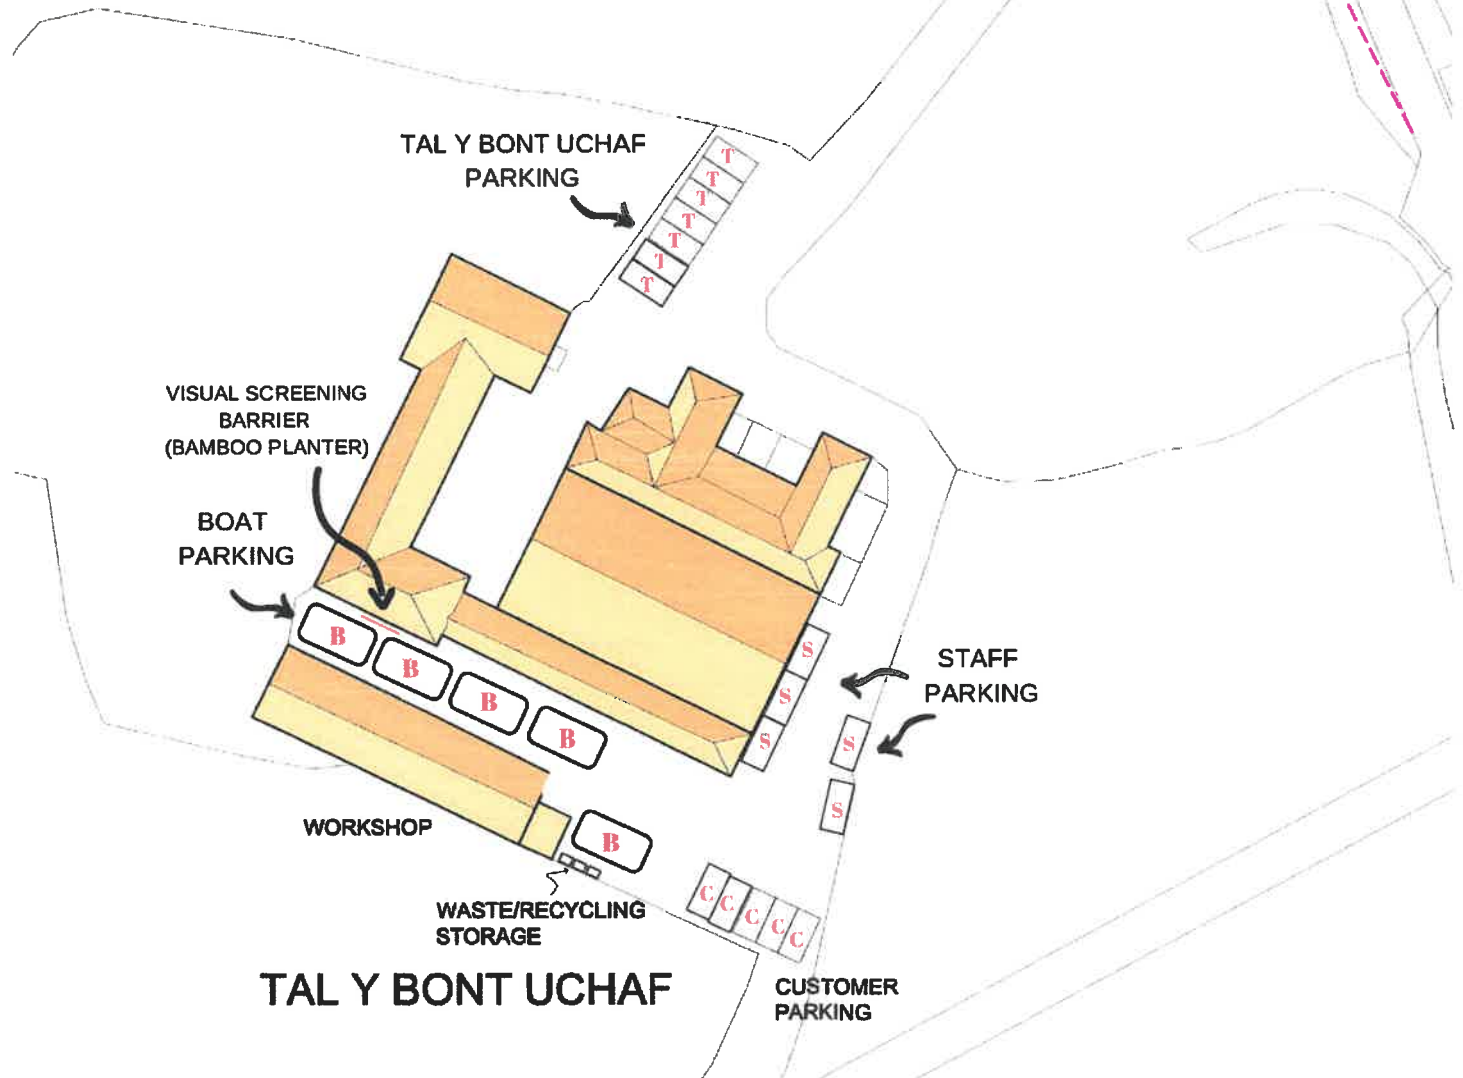 TAL Y BONT UCHAF
PARKING
T
T
T
T
T
T
T
VISUAL SCREENING
BARRIER
(BAMBOO PLANTER)
BOAT
PARKING
B
B
B
B
B
S
S
S
S
S
STAFF
PARKING
WORKSHOP
WASTE/RECYCLING
STORAGE
C
C
C
C
C
CUSTOMER
PARKING
TAL Y BONT UCHAF